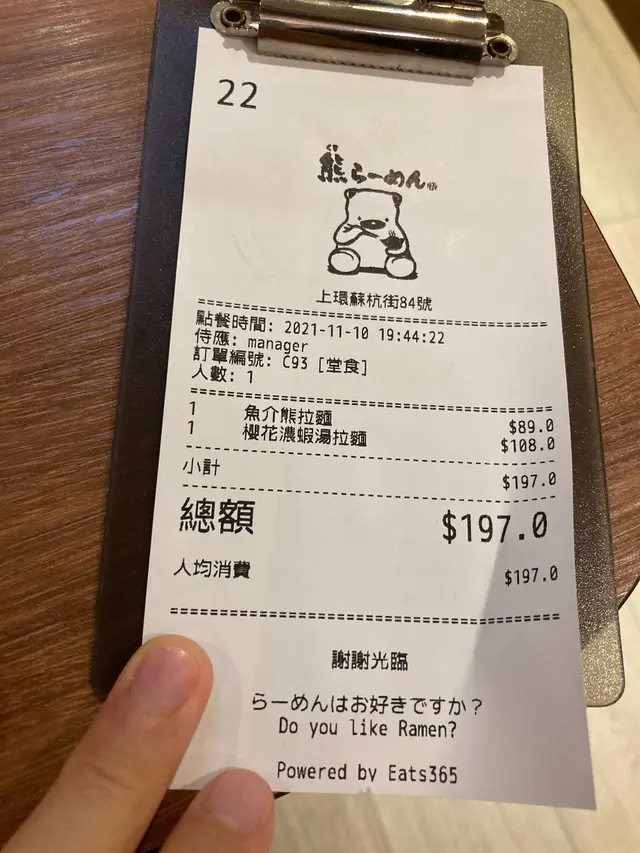 22
熊らーめん
上環蘇杭街84號
點餐時間: 2021-11-10 19:44:22
侍應: manager
訂單編號: C93 [堂食]
人數: 1
1 魚介熊拉麵 $89.0
1 櫻花濃蝦湯拉麵 $108.0
小計 $197.0
總額 $197.0
人均消費 $197.0
謝謝光臨
らーめんはお好きですか？
Do you like Ramen?
Powered by Eats365